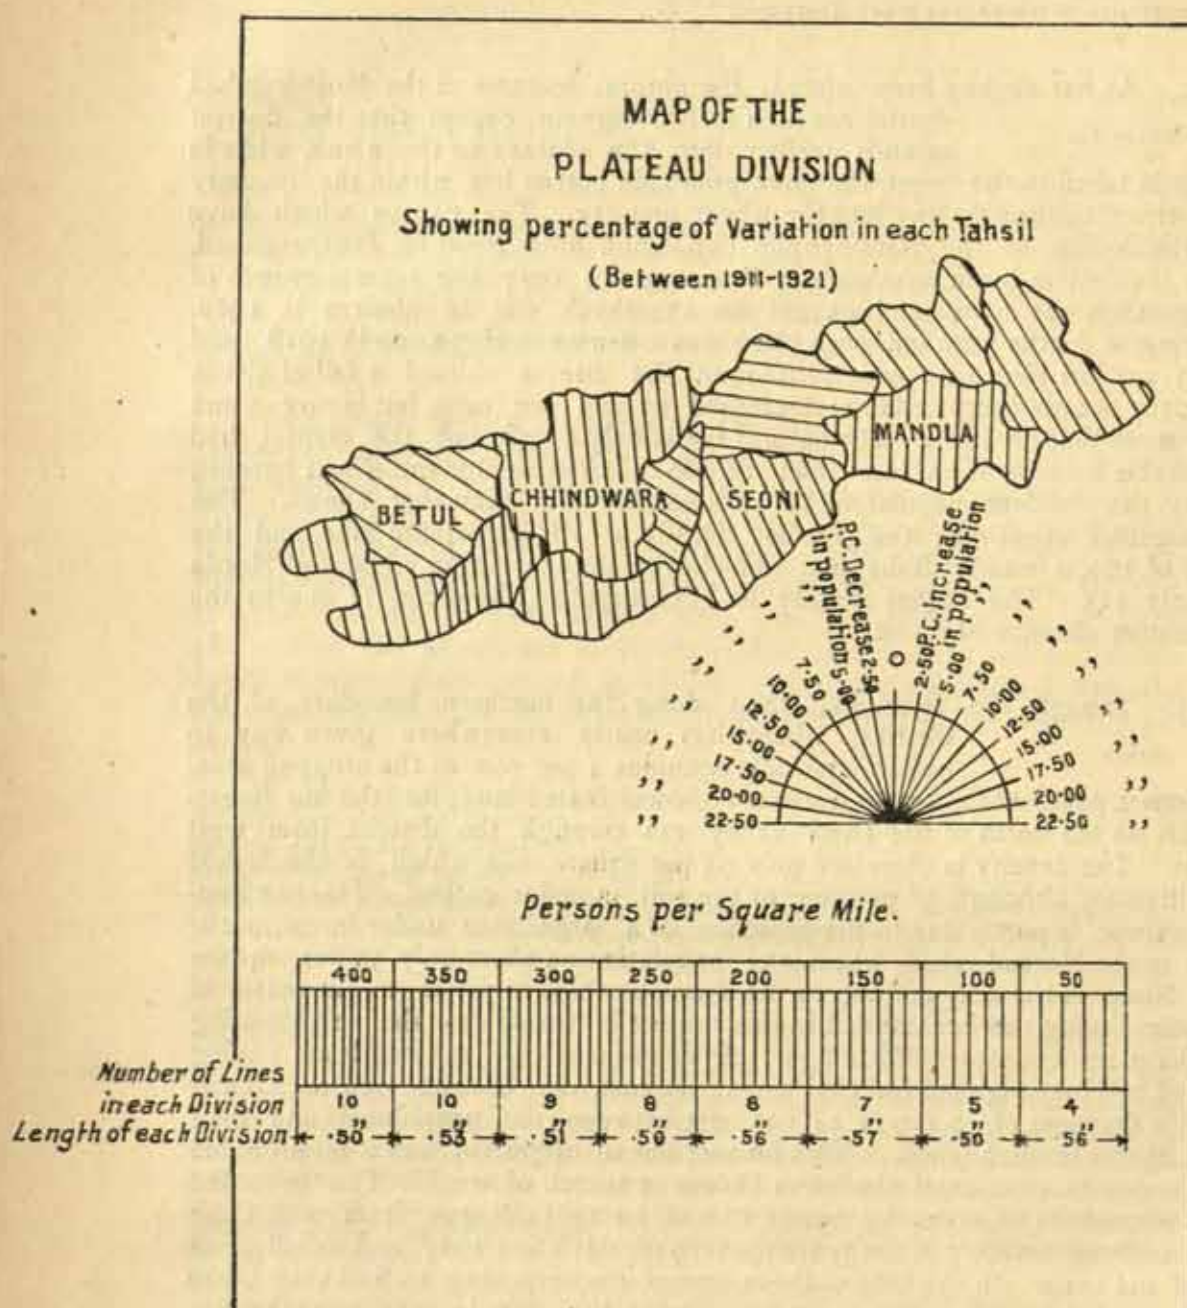 MAP OF THE
PLATEAU DIVISION
Showing percentage of Variation in each Tahsil
(Between 1911-1921)
MANDLA
CHHINDWARA
SEONI
BETUL
P.C. Decrease
in population
P.C. Increase
in population
O
2·50 2·50
5·00 5·00
7·50 7·50
10·00 10·00
12·50 12·50
15·00 15·00
17·50 17·50
20·00 20·00
22·50 22·50
Persons per Square Mile.
400 350 300 250 200 150 100 50
Number of Lines
in each Division 10 10 9 8 6 7 5 4
Length of each Division ·50" ·53" ·51" ·50" ·56" ·57" ·50" 56"